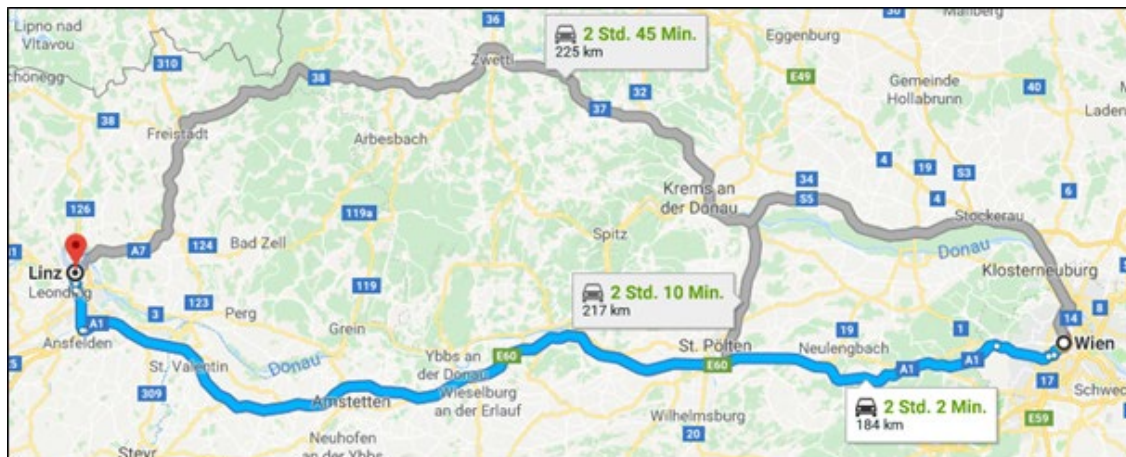 Lipno nad
Vltavou
36
2 Std. 45 Min.
225 km
30
Mailberg
Eggenburg
310
Zwettl
E49
Gemeinde
Hollabrunn
40
38
38
Freistadt
Arbesbach
32
37
4
19
S3
4
6
126
119a
Krems an
der Donau
34
S5
Stockerau
A7
124
Bad Zell
Spitz
Donau
Klosterneuburg
Linz
Leonding
119
2 Std. 10 Min.
217 km
3
123
Perg
8
14
A1
Ansfelden
Grein
19
1
Wien
St. Valentin
Donau
Ybbs an
der Donau
E60
St. Pölten
E60
Neulengbach
A1
A1
17
309
Amstetten
Wieselburg
an der Erlauf
Wilhelmsburg
2 Std. 2 Min.
184 km
E59
20
Neuhofen
an der Ybbs
Steyr